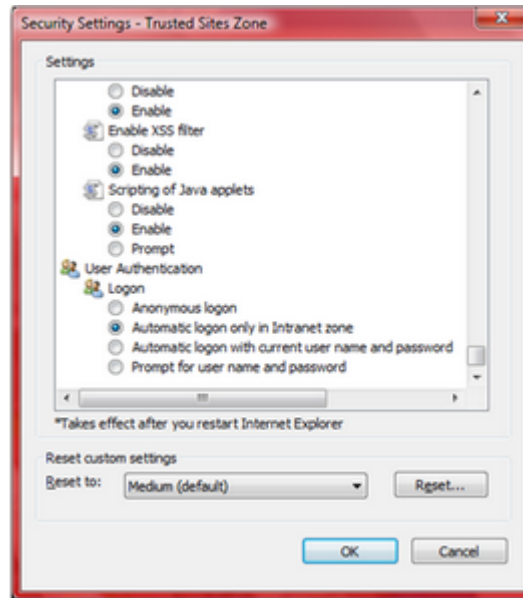 Security Settings - Trusted Sites Zone
Settings
Disable
Enable
Enable XSS filter
Disable
Enable
Scripting of Java applets
Disable
Enable
Prompt
User Authentication
Logon
Anonymous logon
Automatic logon only in Intranet zone
Automatic logon with current user name and password
Prompt for user name and password
*Takes effect after you restart Internet Explorer
Reset custom settings
Reset to: Medium (default) Reset...
OK Cancel